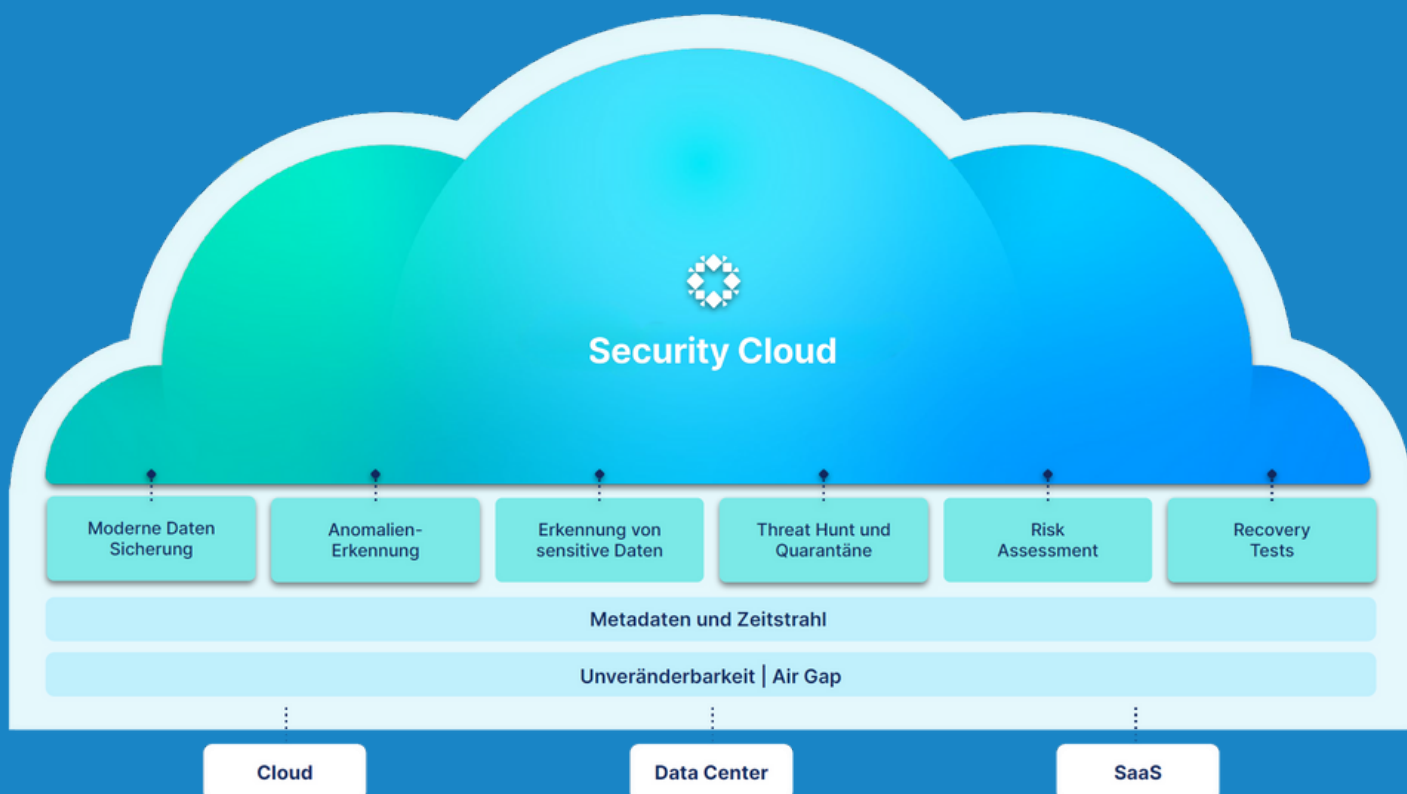 Security Cloud
Moderne Daten
Sicherung
Anomalien-
Erkennung
Erkennung von
sensitive Daten
Threat Hunt und
Quarantäne
Risk
Assessment
Recovery
Tests
Metadaten und Zeitstrahl
Unveränderbarkeit | Air Gap
Cloud
Data Center
SaaS